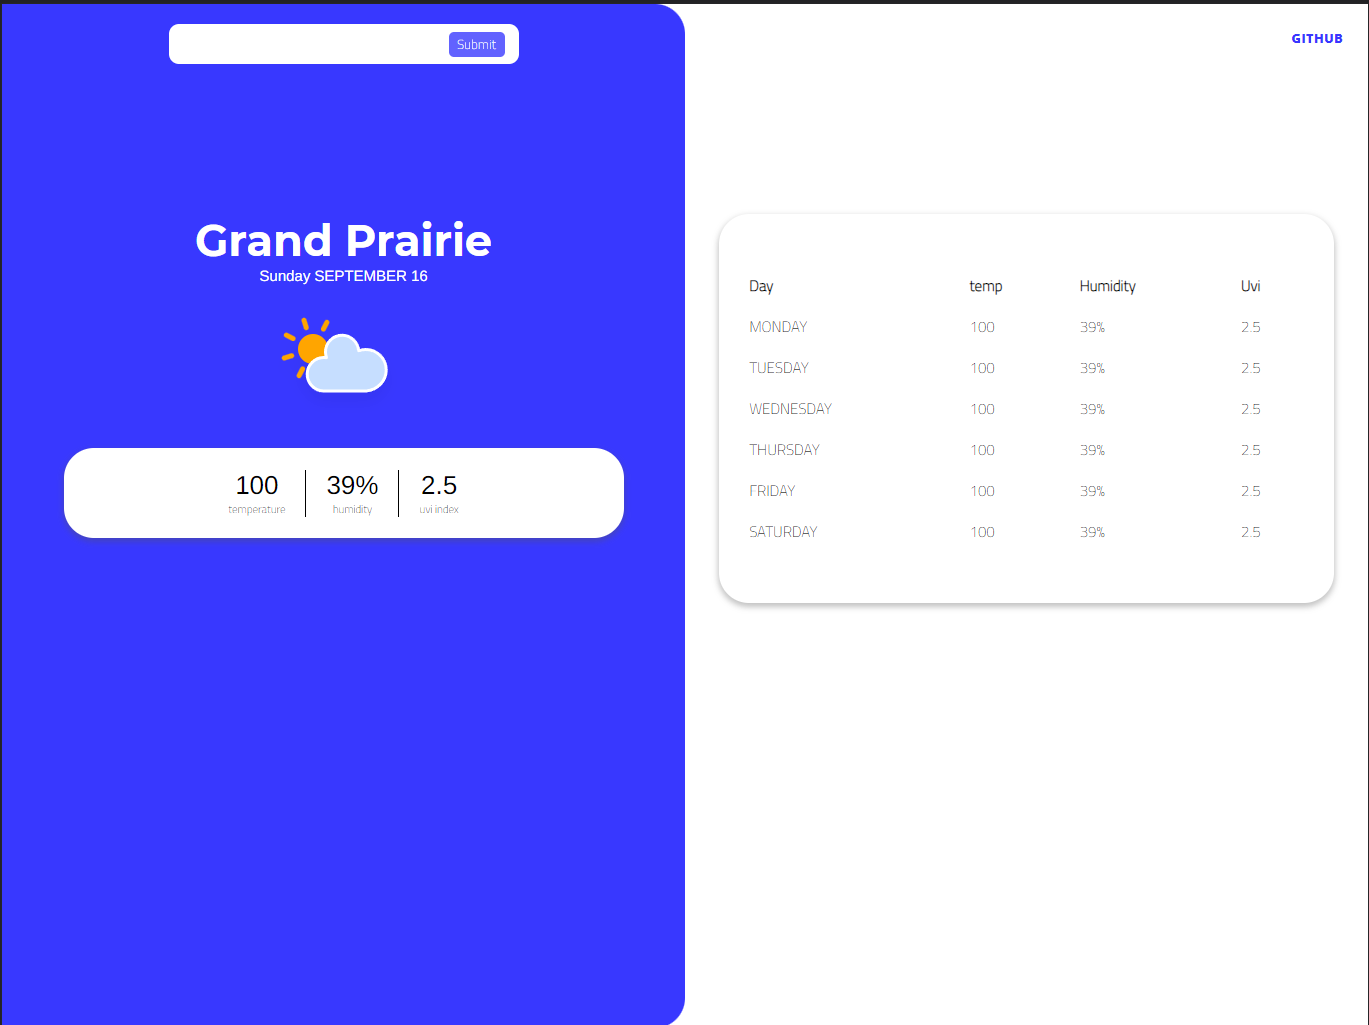 Submit
GITHUB
Grand Prairie
Sunday SEPTEMBER 16
100 39% 2.5
temperature humidity uvi index
Day temp Humidity Uvi
MONDAY 100 39% 2.5
TUESDAY 100 39% 2.5
WEDNESDAY 100 39% 2.5
THURSDAY 100 39% 2.5
FRIDAY 100 39% 2.5
SATURDAY 100 39% 2.5